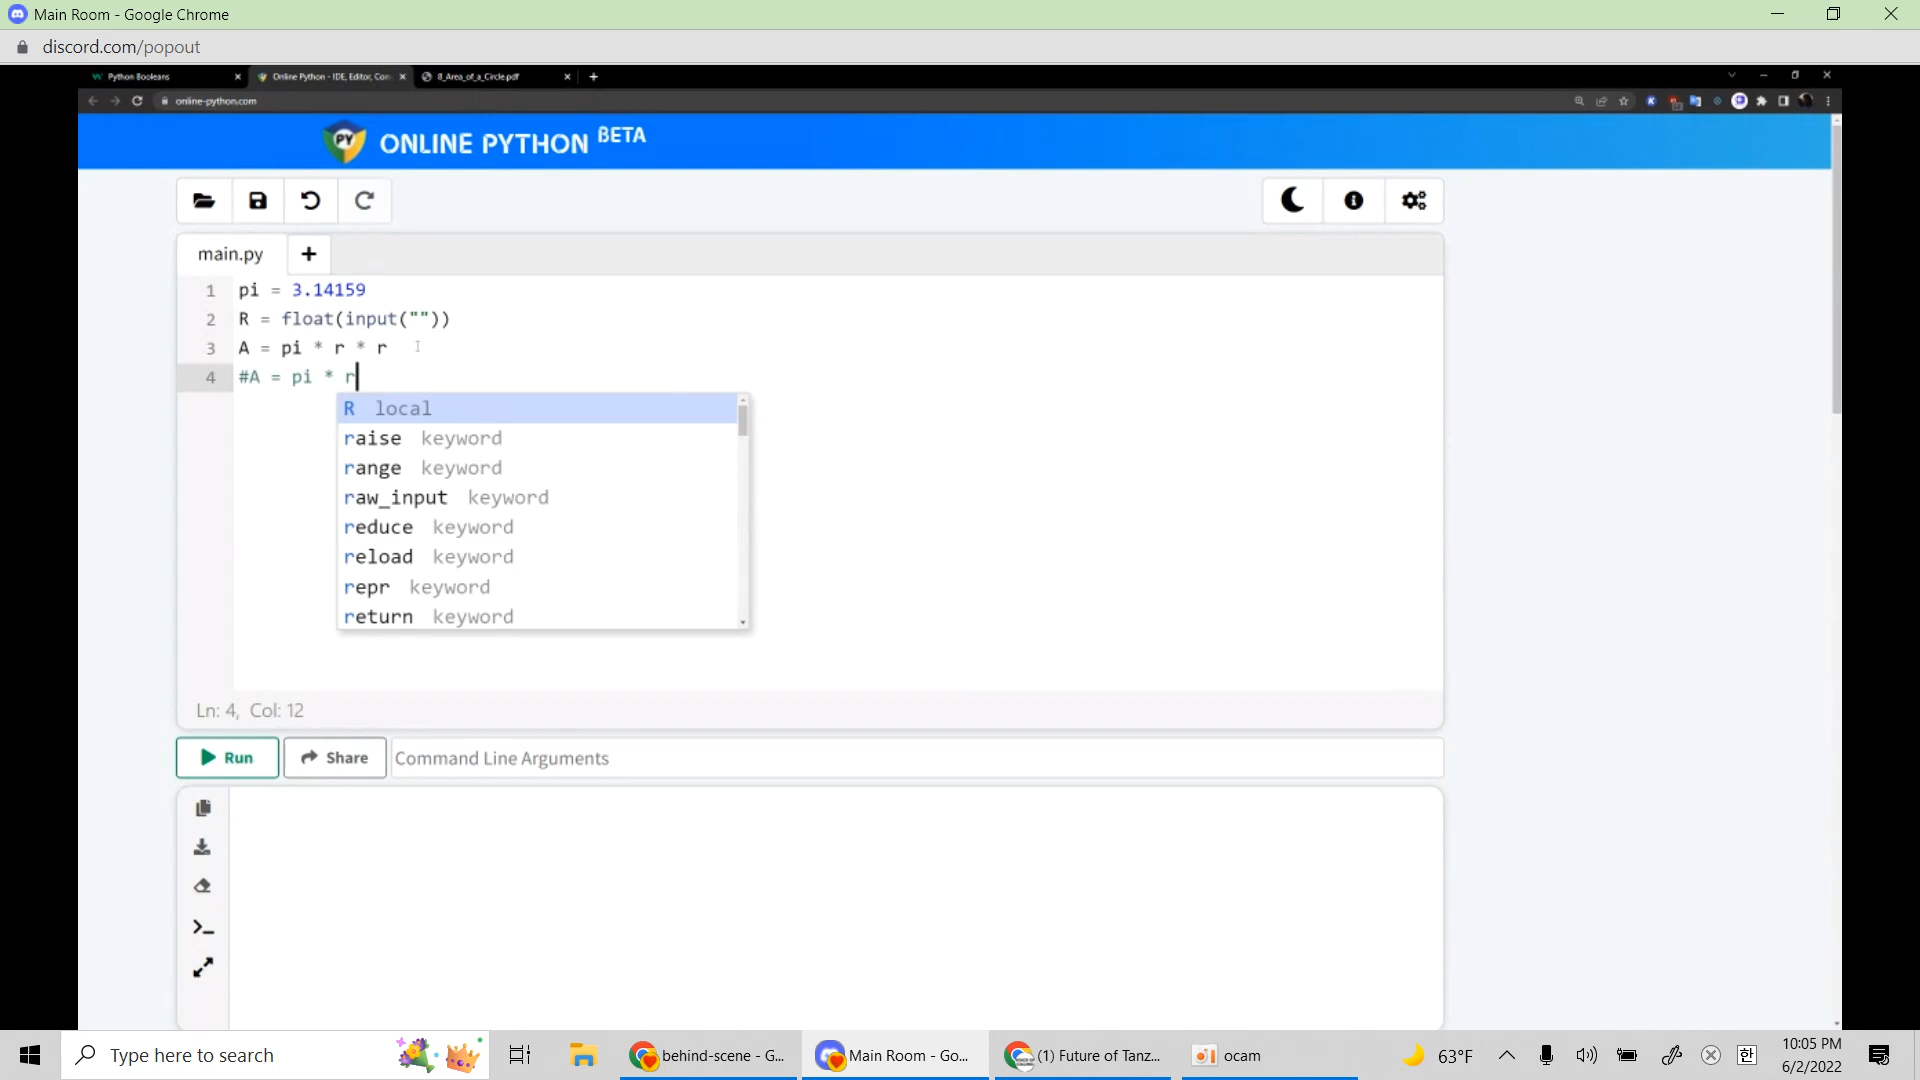 Main Room - Google Chrome
discord.com/popout
Python Booleans
Online Python - IDE, Editor, Com
8_Area_of_a_Circle.pdf
online-python.com
PY ONLINE PYTHON BETA
main.py
1 pi = 3.14159
2 R = float(input(""))
3 A = pi * r * r
4 #A = pi * r
R local
raise keyword
range keyword
raw_input keyword
reduce keyword
reload keyword
repr keyword
return keyword
Ln: 4, Col: 12
Run Share Command Line Arguments
Type here to search
behind-scene - G...
Main Room - Go...
(1) Future of Tanz...
ocam
63°F
한
10:05 PM
6/2/2022